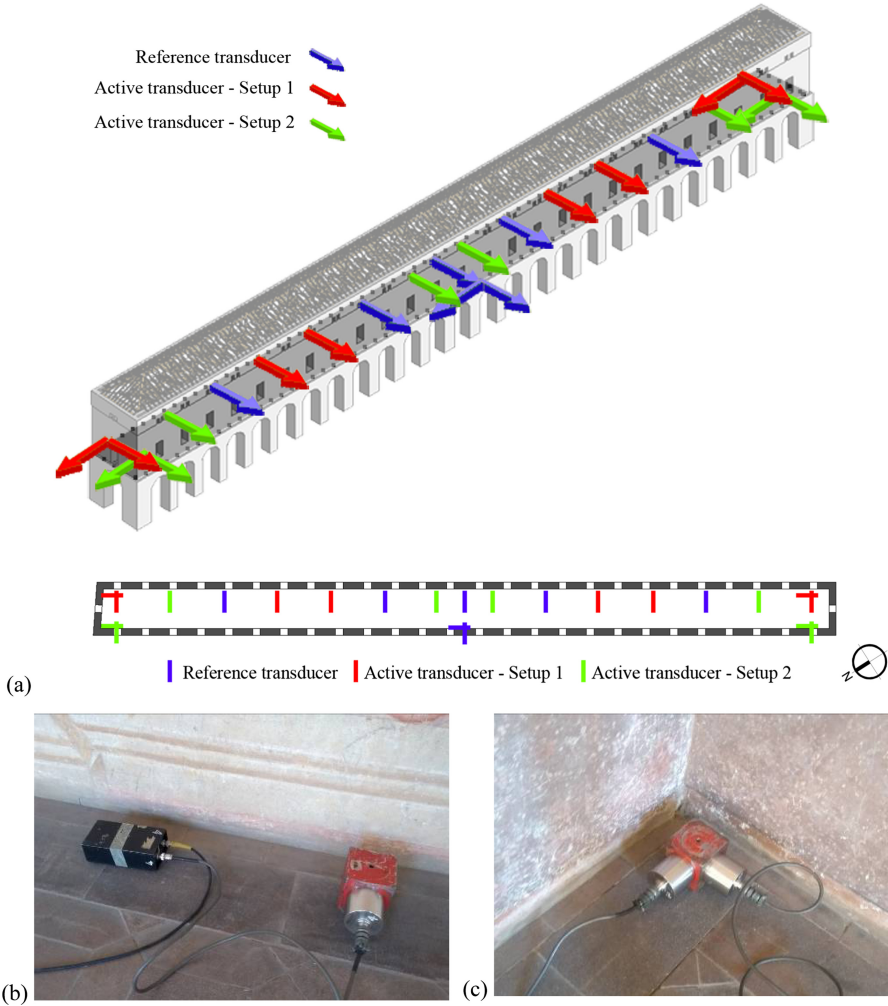 Reference transducer
Active transducer - Setup 1
Active transducer - Setup 2
Reference transducer Active transducer - Setup 1 Active transducer - Setup 2
N
(a)
(b)
(c)